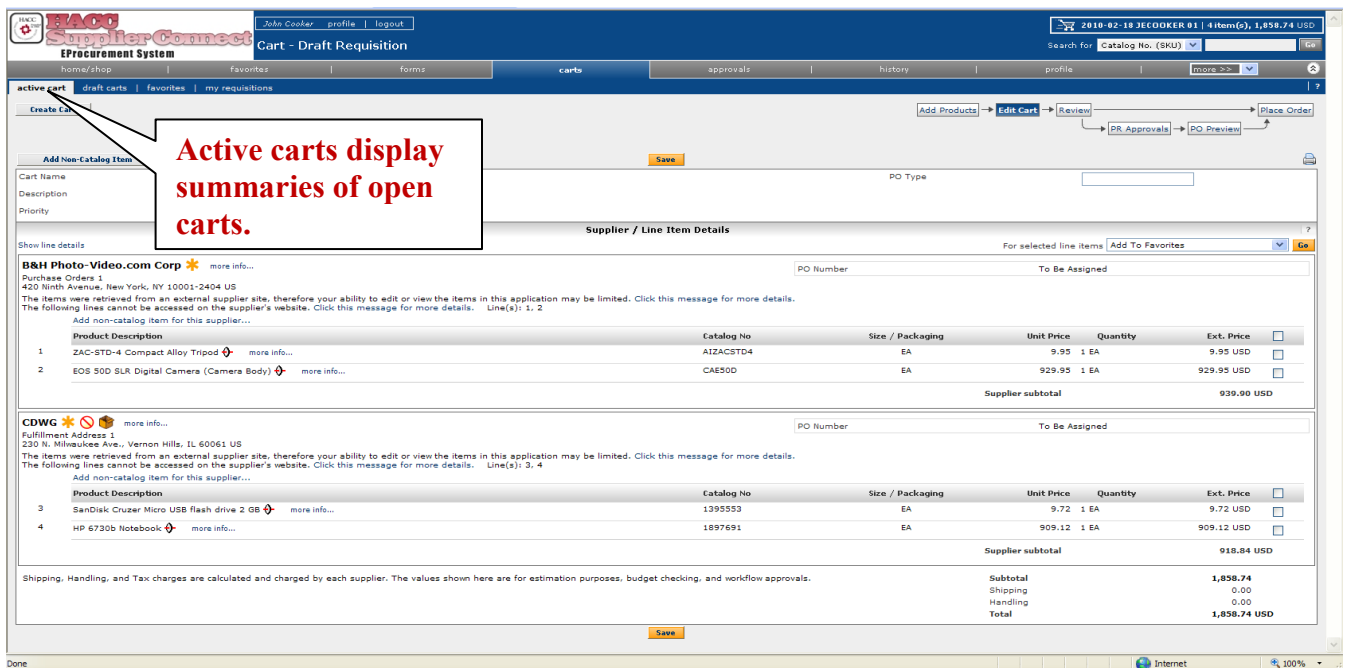 HACC
HACC
Supplier Connect
EProcurement System
John Cooker profile | logout
Cart - Draft Requisition
2010-02-18 JECOOKER 01 | 4 item(s), 1,858.74 USD
Search for Catalog No. (SKU) Go
home/shop | favorites | forms carts approvals | history | profile | more >>
active cart draft carts | favorites | my requisitions | ?
Create Ca
Add Products Edit Cart Review Place Order
PR Approvals PO Preview
Active carts display
summaries of open
carts.
Add Non-Catalog Item Save
Cart Name PO Type
Description
Priority
Supplier / Line Item Details ?
Show line details For selected line items Add To Favorites Go
B&H Photo-Video.com Corp more info...
PO Number To Be Assigned
Purchase Orders 1
420 Ninth Avenue, New York, NY 10001-2404 US
The items were retrieved from an external supplier site, therefore your ability to edit or view the items in this application may be limited. Click this message for more details.
The following lines cannot be accessed on the supplier's website. Click this message for more details. Line(s): 1, 2
Add non-catalog item for this supplier...
Product Description Catalog No Size / Packaging Unit Price Quantity Ext. Price
1 ZAC-STD-4 Compact Alloy Tripod more info... AIZACSTD4 EA 9.95 1 EA 9.95 USD
2 EOS 50D SLR Digital Camera (Camera Body) more info... CAE50D EA 929.95 1 EA 929.95 USD
Supplier subtotal 939.90 USD
CDWG more info...
PO Number To Be Assigned
Fulfillment Address 1
230 N. Milwaukee Ave., Vernon Hills, IL 60061 US
The items were retrieved from an external supplier site, therefore your ability to edit or view the items in this application may be limited. Click this message for more details.
The following lines cannot be accessed on the supplier's website. Click this message for more details. Line(s): 3, 4
Add non-catalog item for this supplier...
Product Description Catalog No Size / Packaging Unit Price Quantity Ext. Price
3 SanDisk Cruzer Micro USB flash drive 2 GB more info... 1395553 EA 9.72 1 EA 9.72 USD
4 HP 6730b Notebook more info... 1897691 EA 909.12 1 EA 909.12 USD
Supplier subtotal 918.84 USD
Shipping, Handling, and Tax charges are calculated and charged by each supplier. The values shown here are for estimation purposes, budget checking, and workflow approvals.
Subtotal 1,858.74
Shipping 0.00
Handling 0.00
Total 1,858.74 USD
Save
Done Internet 100%